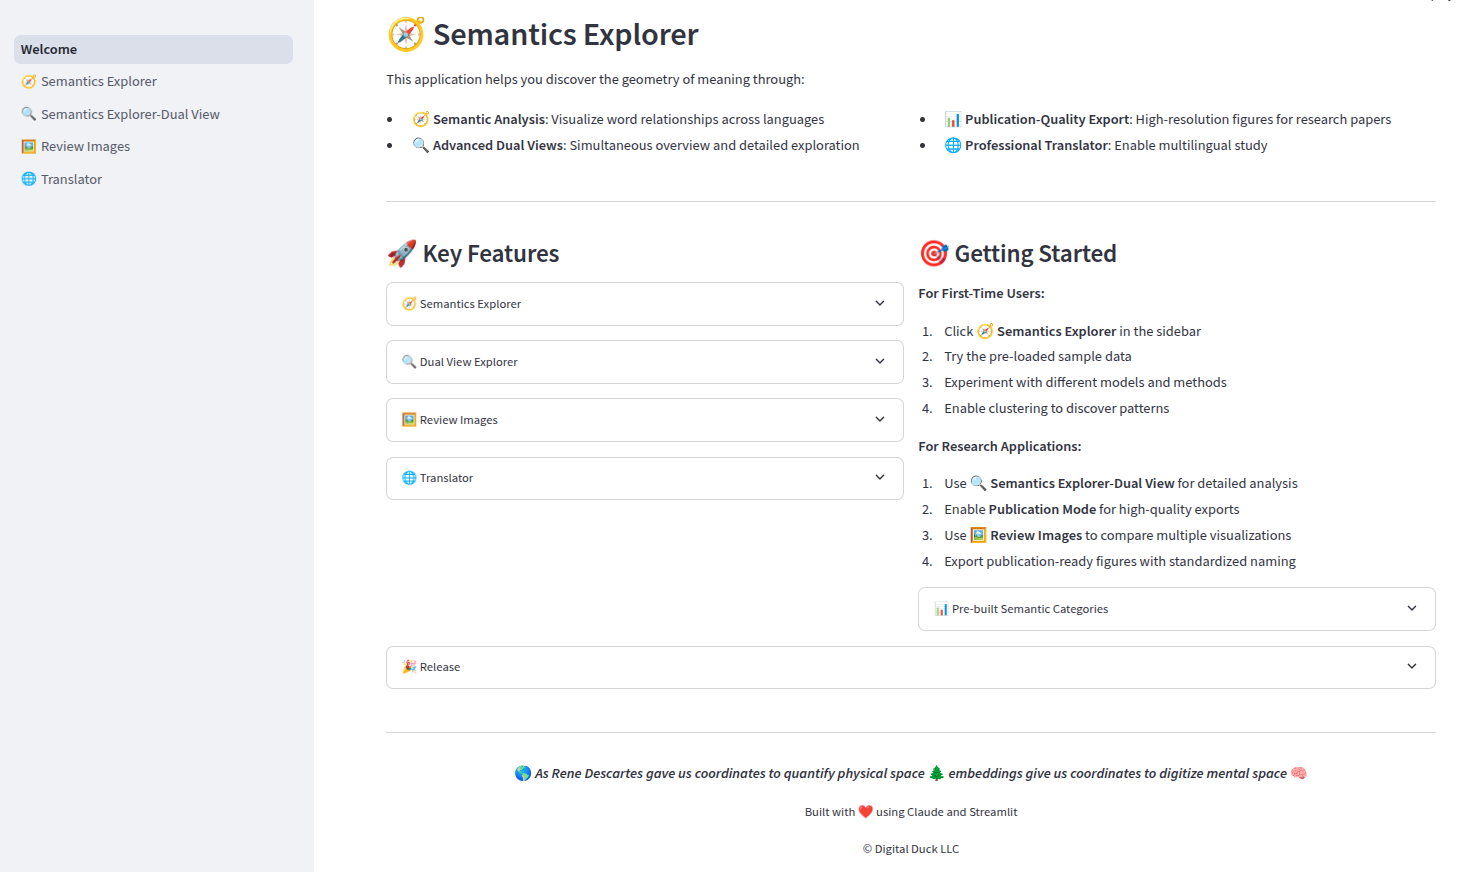 Welcome
🧭 Semantics Explorer
🔍 Semantics Explorer-Dual View
🖼️ Review Images
🌐 Translator
🧭 Semantics Explorer
This application helps you discover the geometry of meaning through:
• 🧭 Semantic Analysis: Visualize word relationships across languages
• 🔍 Advanced Dual Views: Simultaneous overview and detailed exploration
• 📊 Publication-Quality Export: High-resolution figures for research papers
• 🌐 Professional Translator: Enable multilingual study
🚀 Key Features
🧭 Semantics Explorer
🔍 Dual View Explorer
🖼️ Review Images
🌐 Translator
🎯 Getting Started
For First-Time Users:
1. Click 🧭 Semantics Explorer in the sidebar
2. Try the pre-loaded sample data
3. Experiment with different models and methods
4. Enable clustering to discover patterns
For Research Applications:
1. Use 🔍 Semantics Explorer-Dual View for detailed analysis
2. Enable Publication Mode for high-quality exports
3. Use 🖼️ Review Images to compare multiple visualizations
4. Export publication-ready figures with standardized naming
📊 Pre-built Semantic Categories
🎉 Release
🌎 As Rene Descartes gave us coordinates to quantify physical space 🌲 embeddings give us coordinates to digitize mental space 🧠
Built with ❤️ using Claude and Streamlit
© Digital Duck LLC